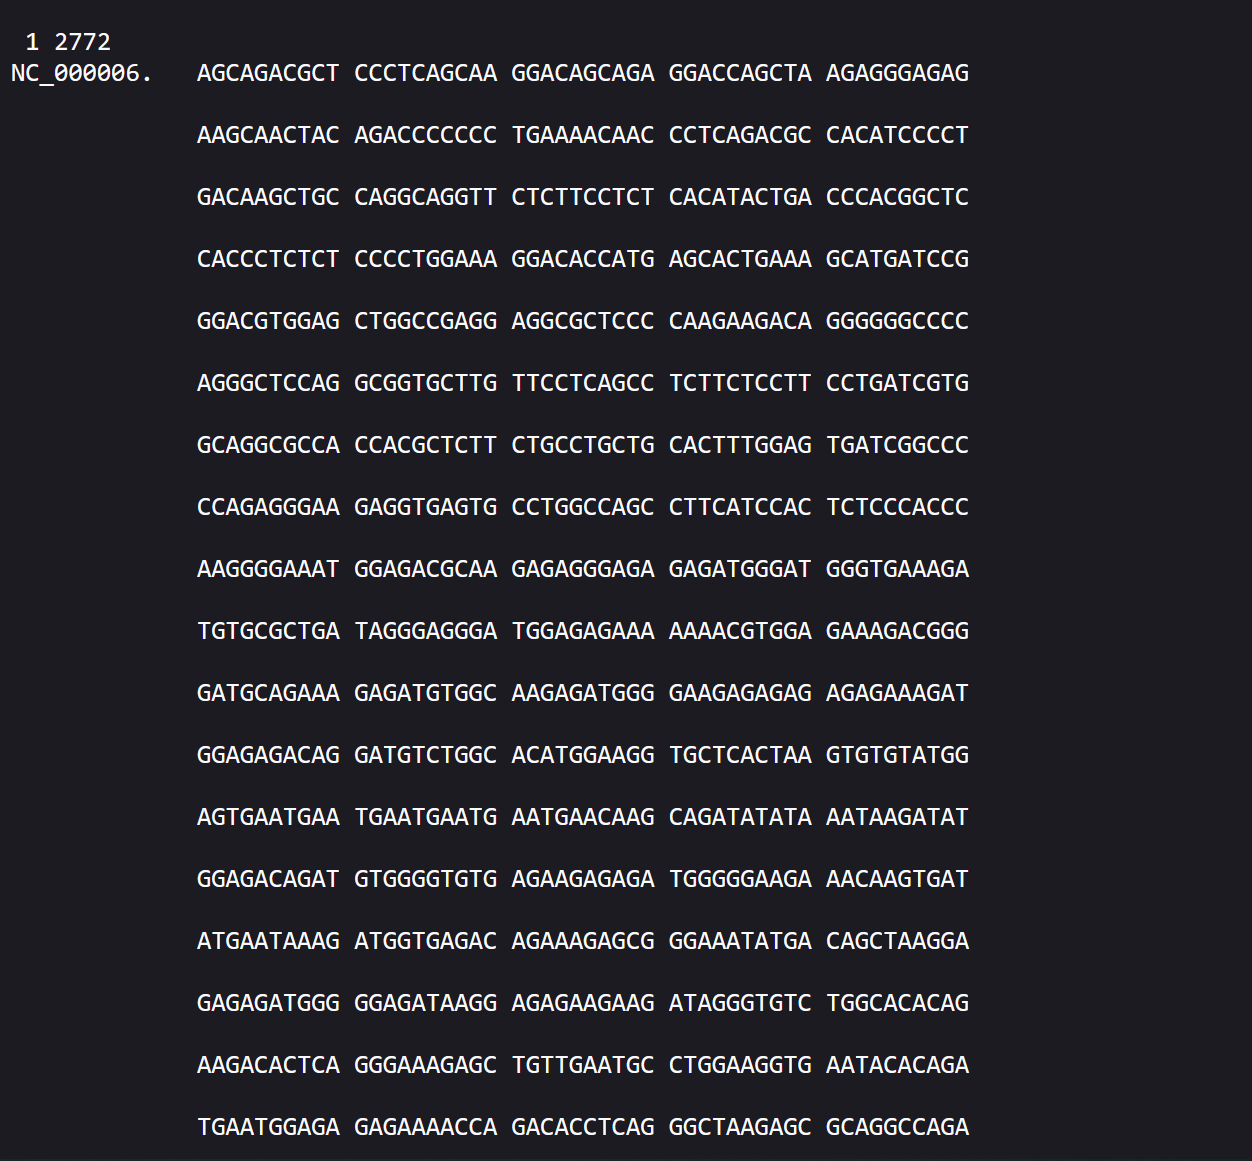 1 2772
NC_000006. AGCAGACGCT CCCTCAGCAA GGACAGCAGA GGACCAGCTA AGAGGGAGAG
AAGCAACTAC AGACCCCCCC TGAAAACAAC CCTCAGACGC CACATCCCCT
GACAAGCTGC CAGGCAGGTT CTCTTCCTCT CACATACTGA CCCACGGCTC
CACCCTCTCT CCCCTGGAAA GGACACCATG AGCACTGAAA GCATGATCCG
GGACGTGGAG CTGGCCGAGG AGGCGCTCCC CAAGAAGACA GGGGGGCCCC
AGGGCTCCAG GCGGTGCTTG TTCCTCAGCC TCTTCTCCTT CCTGATCGTG
GCAGGCGCCA CCACGCTCTT CTGCCTGCTG CACTTTGGAG TGATCGGCCC
CCAGAGGGAA GAGGTGAGTG CCTGGCCAGC CTTCATCCAC TCTCCCACCC
AAGGGGAAAT GGAGACGCAA GAGAGGGAGA GAGATGGGAT GGGTGAAAGA
TGTGCGCTGA TAGGGAGGGA TGGAGAGAAA AAAACGTGGA GAAAGACGGG
GATGCAGAAA GAGATGTGGC AAGAGATGGG GAAGAGAGAG AGAGAAAGAT
GGAGAGACAG GATGTCTGGC ACATGGAAGG TGCTCACTAA GTGTGTATGG
AGTGAATGAA TGAATGAATG AATGAACAAG CAGATATATA AATAAGATAT
GGAGACAGAT GTGGGGTGTG AGAAGAGAGA TGGGGGAAGA AACAAGTGAT
ATGAATAAAG ATGGTGAGAC AGAAAGAGCG GGAAATATGA CAGCTAAGGA
GAGAGATGGG GGAGATAAGG AGAGAAGAAG ATAGGGTGTC TGGCACACAG
AAGACACTCA GGGAAAGAGC TGTTGAATGC CTGGAAGGTG AATACACAGA
TGAATGGAGA GAGAAAACCA GACACCTCAG GGCTAAGAGC GCAGGCCAGA